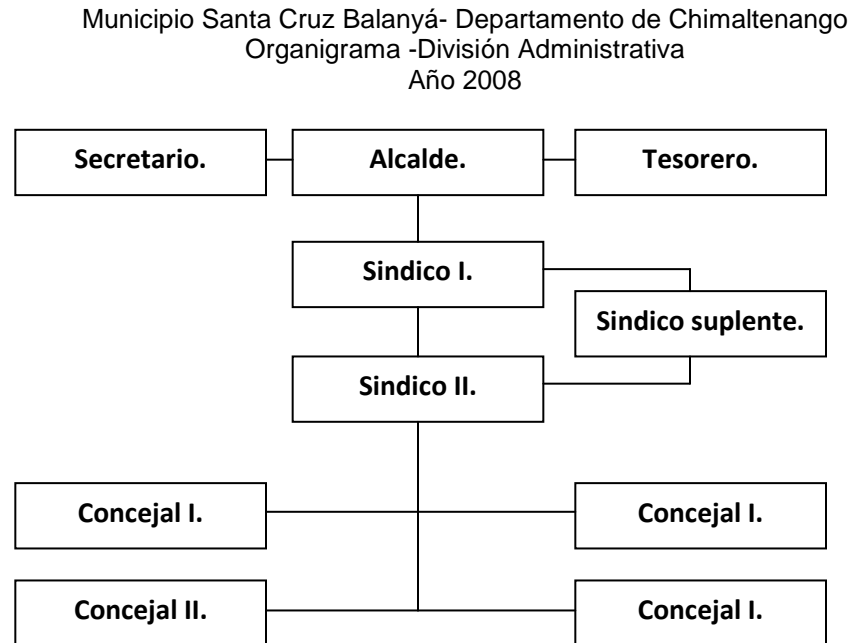 Municipio Santa Cruz Balanyá- Departamento de Chimaltenango
Organigrama -División Administrativa
Año 2008
Secretario.
Alcalde.
Tesorero.
Sindico I.
Sindico suplente.
Sindico II.
Concejal I.
Concejal I.
Concejal II.
Concejal I.